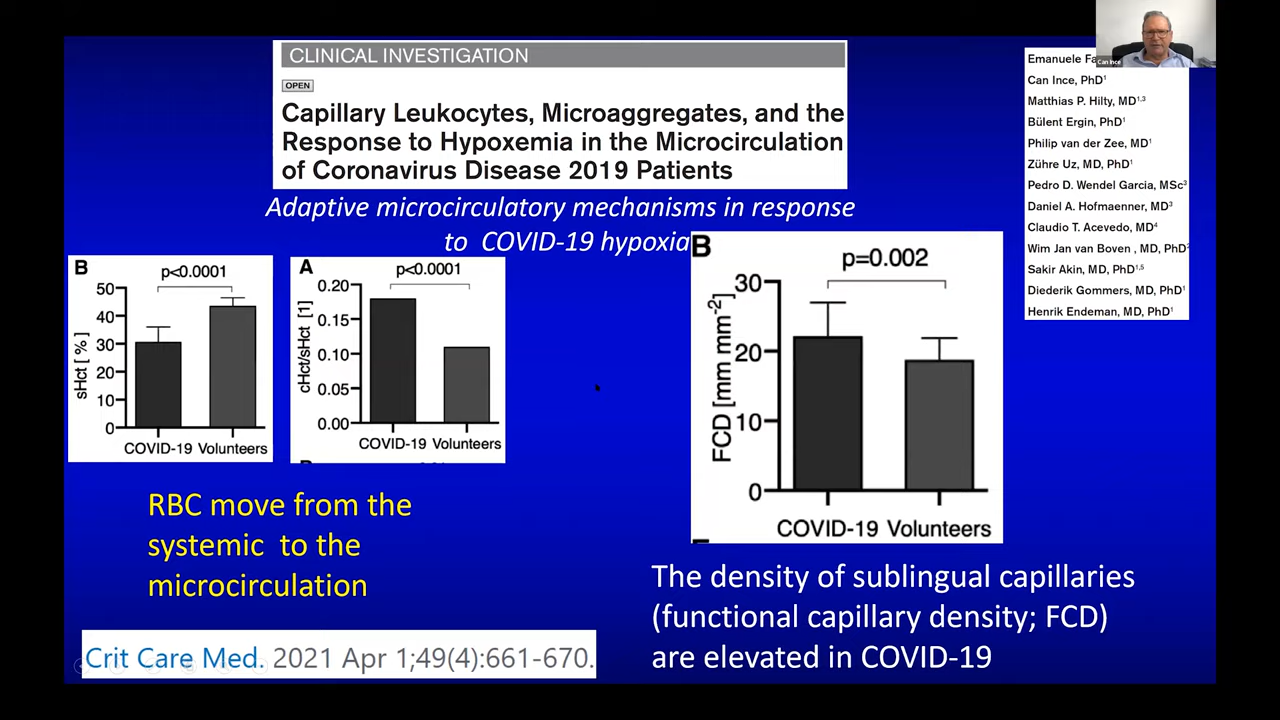 CLINICAL INVESTIGATION
OPEN
Capillary Leukocytes, Microaggregates, and the
Response to Hypoxemia in the Microcirculation
of Coronavirus Disease 2019 Patients
Adaptive microcirculatory mechanisms in response
to COVID-19 hypoxia
Can Ince
Emanuele
Can Ince, PhD¹
Matthias P. Hilty, MD¹,³
Bülent Ergin, PhD¹
Philip van der Zee, MD¹
Zühre Uz, MD, PhD¹
Pedro D. Wendel Garcia, MSc³
Daniel A. Hofmaenner, MD³
Claudio T. Acevedo, MD⁴
Wim Jan van Boven , MD, PhD
Sakir Akin, MD, PhD¹,⁵
Diederik Gommers, MD, PhD¹
Henrik Endeman, MD, PhD¹
B
p<0.0001
sHct [ % ]
50
40
30
20
10
0
COVID-19 Volunteers
A
p<0.0001
cHct/sHct [1]
0.20
0.15
0.10
0.05
0.00
COVID-19 Volunteers
B
p=0.002
FCD [mm mm⁻²]
30
20
10
0
COVID-19 Volunteers
RBC move from the
systemic to the
microcirculation
The density of sublingual capillaries
(functional capillary density; FCD)
are elevated in COVID-19
Crit Care Med. 2021 Apr 1;49(4):661-670.